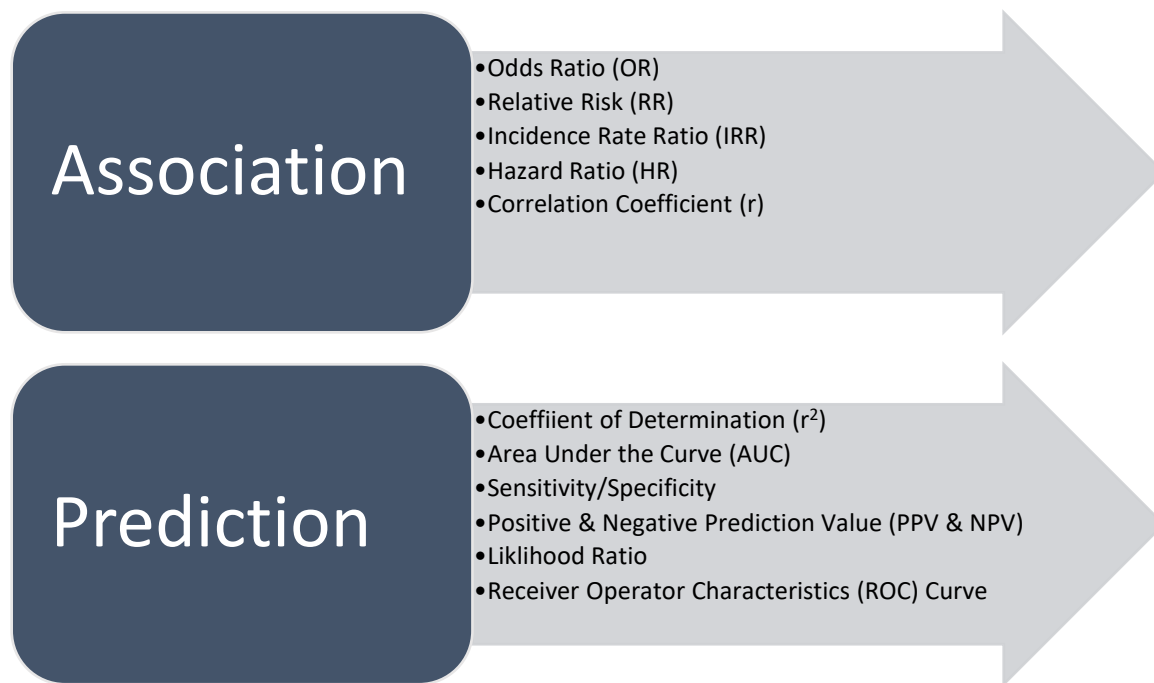 Association
•Odds Ratio (OR)
•Relative Risk (RR)
•Incidence Rate Ratio (IRR)
•Hazard Ratio (HR)
•Correlation Coefficient (r)
Prediction
•Coeffiient of Determination (r²)
•Area Under the Curve (AUC)
•Sensitivity/Specificity
•Positive & Negative Prediction Value (PPV & NPV)
•Liklihood Ratio
•Receiver Operator Characteristics (ROC) Curve